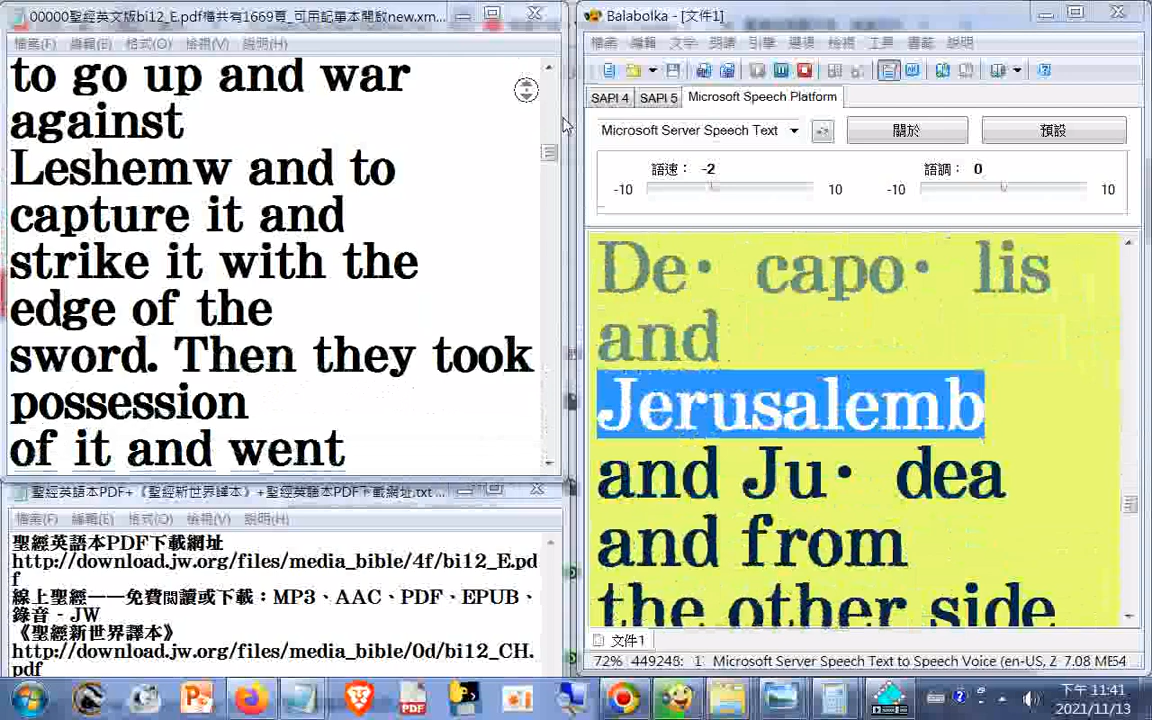 00000聖經英文版bi12_E.pdf檔共有1669頁_可用記事本開啟new.xm...
檔案(F) 編輯(E) 格式(O) 檢視(V) 說明(H)
to go up and war
against
Leshemw and to
capture it and
strike it with the
edge of the
sword. Then they took
possession
of it and went
聖經英語本PDF+《聖經新世界譯本》+聖經英語本PDF下載網址.txt ...
檔案(F) 編輯(E) 格式(O) 檢視(V) 說明(H)
聖經英語本PDF下載網址
http://download.jw.org/files/media_bible/4f/bi12_E.pd
f
線上聖經——免費閱讀或下載：MP3、AAC、PDF、EPUB、
錄音 - JW
《聖經新世界譯本》
http://download.jw.org/files/media_bible/0d/bi12_CH.
pdf
Balabolka - [文件1]
檔案 編輯 文字 朗讀 引擎 選項 檢視 工具 書籤 說明
SAPI 4 SAPI 5 Microsoft Speech Platform
Microsoft Server Speech Text 關於 預設
語速： -2 語調： 0
-10 10 -10 10
De· capo· lis
and
Jerusalemb
and Ju· dea
and from
the other side
文件1
72% 449248: 1 Microsoft Server Speech Text to Speech Voice (en-US, Z 7.08 ME54
下午 11:41
2021/11/13